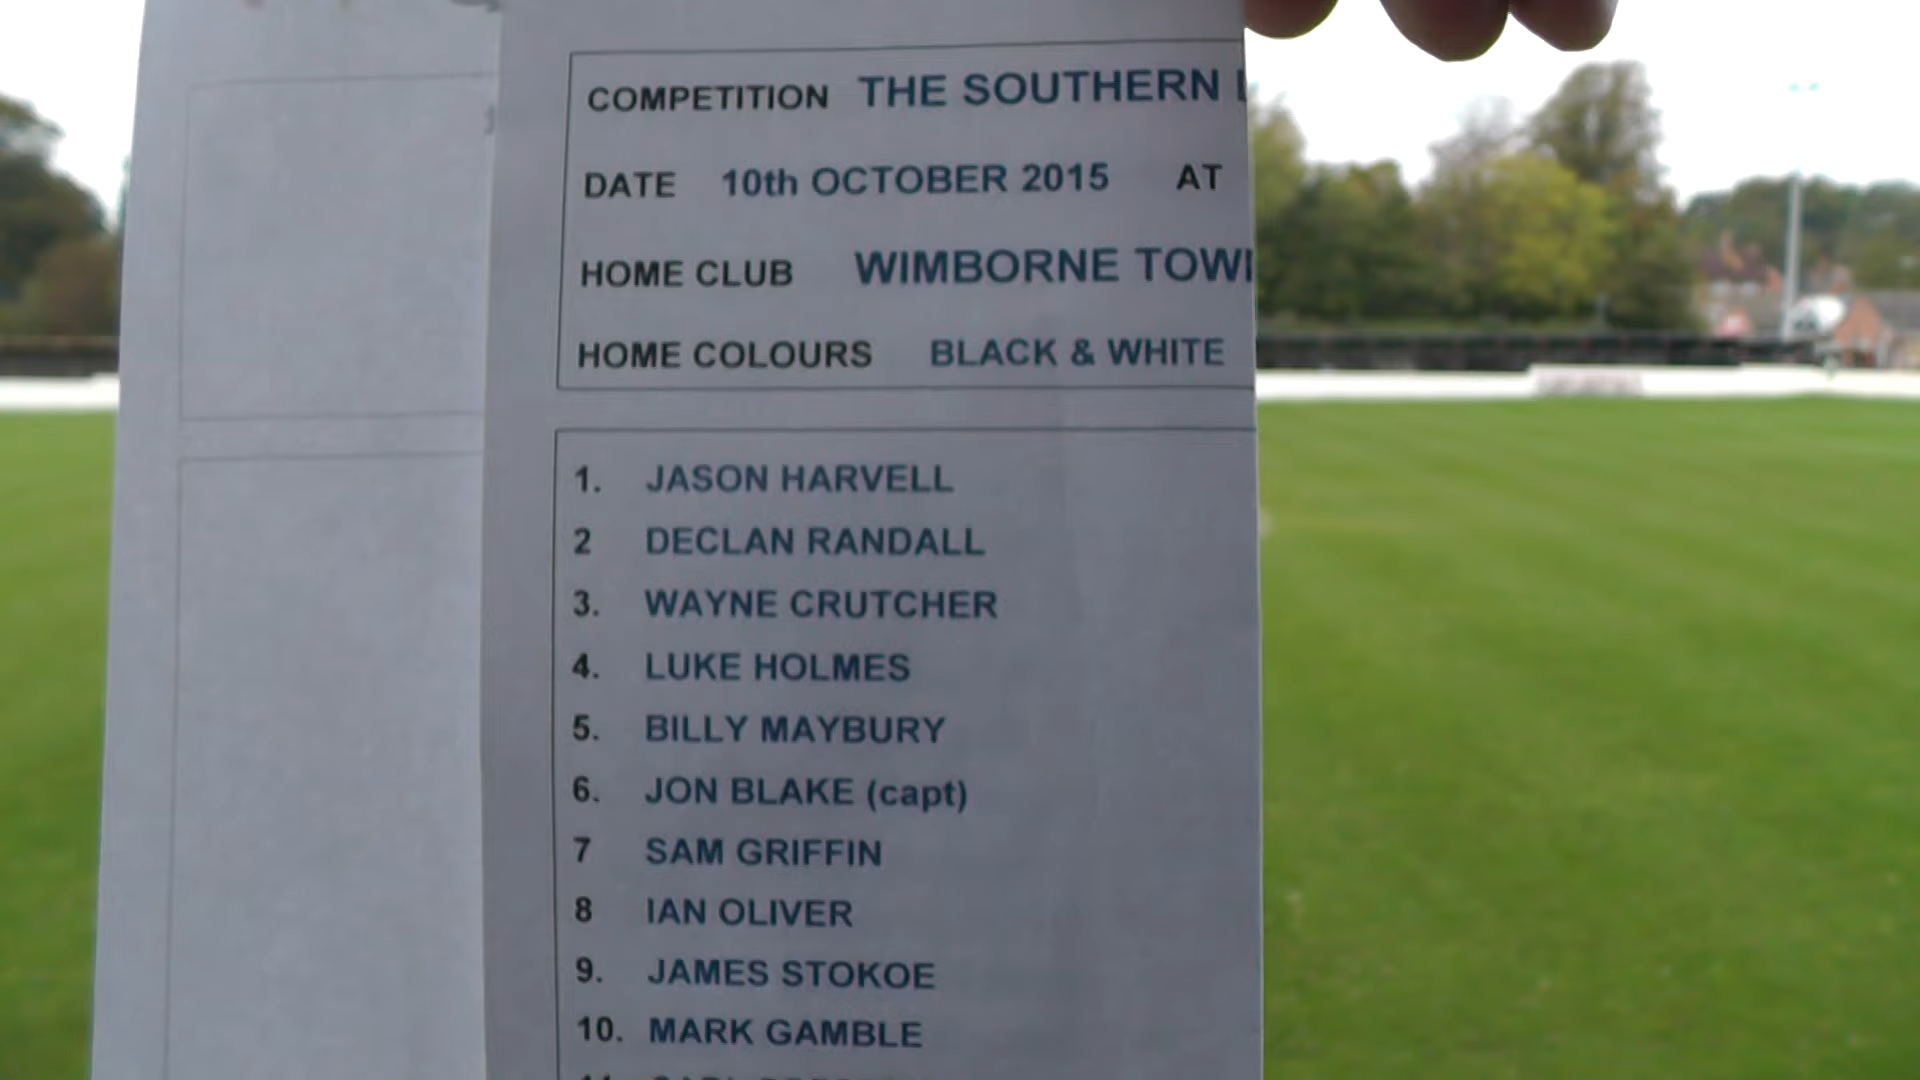 COMPETITION THE SOUTHERN
DATE 10th OCTOBER 2015 AT
HOME CLUB WIMBORNE TOW
HOME COLOURS BLACK & WHITE
1. JASON HARVELL
2 DECLAN RANDALL
3. WAYNE CRUTCHER
4. LUKE HOLMES
5. BILLY MAYBURY
6. JON BLAKE (capt)
7 SAM GRIFFIN
8 IAN OLIVER
9. JAMES STOKOE
10. MARK GAMBLE